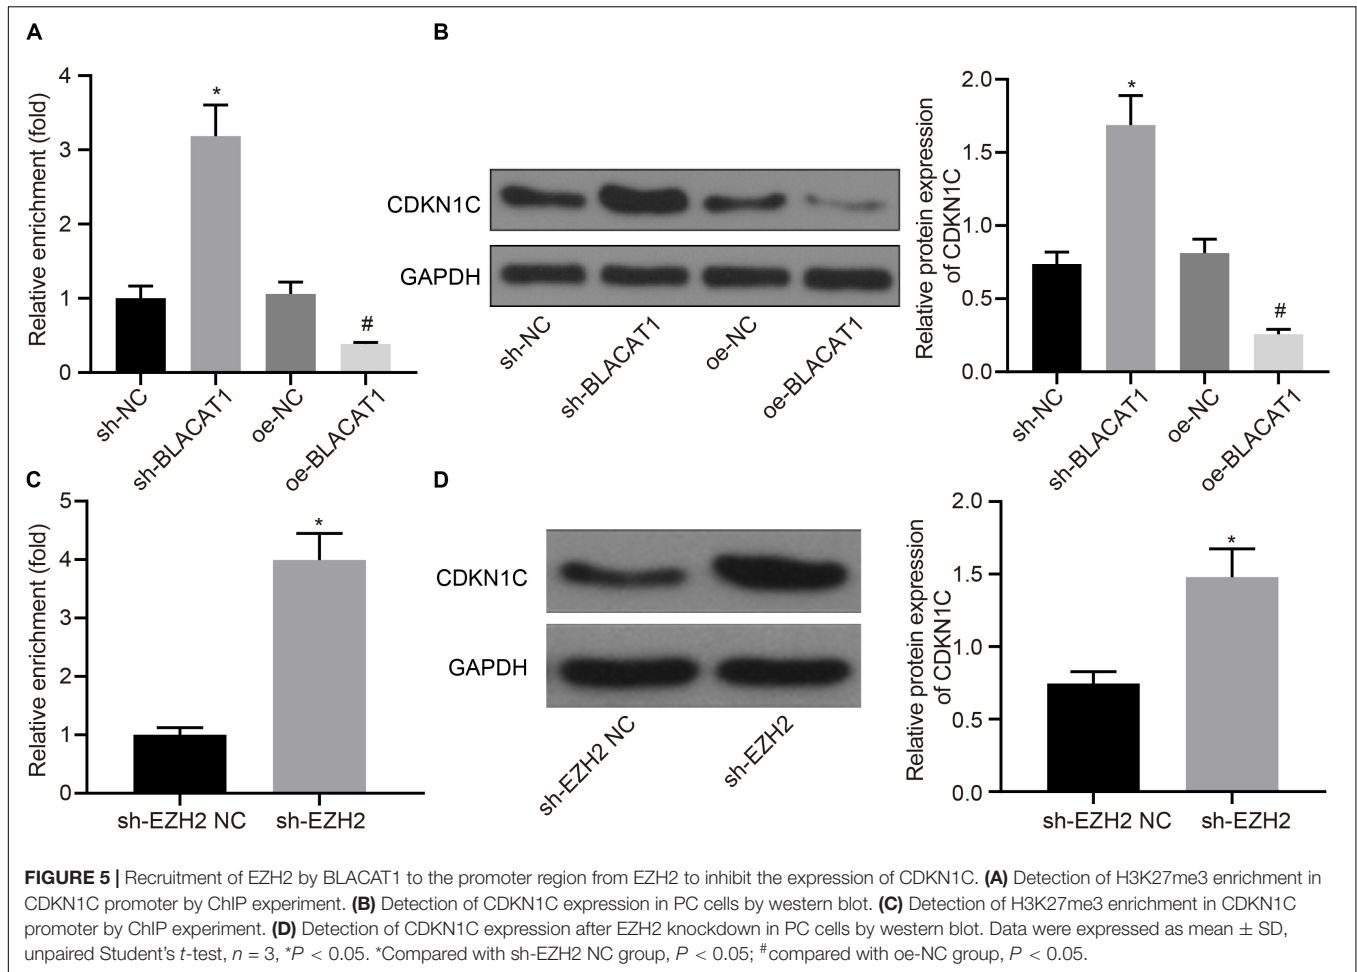 A
Relative enrichment (fold)
4
3
2
1
0
*
#
sh-NC
sh-BLACAT1
oe-NC
oe-BLACAT1
B
CDKN1C
GAPDH
sh-NC
sh-BLACAT1
oe-NC
oe-BLACAT1
Relative protein expression
of CDKN1C
2.0
1.5
1.0
0.5
0.0
*
#
sh-NC
sh-BLACAT1
oe-NC
oe-BLACAT1
C
Relative enrichment (fold)
5
4
3
2
1
0
*
sh-EZH2 NC
sh-EZH2
D
CDKN1C
GAPDH
sh-EZH2 NC
sh-EZH2
Relative protein expression
of CDKN1C
2.0
1.5
1.0
0.5
0.0
*
sh-EZH2 NC
sh-EZH2
FIGURE 5 | Recruitment of EZH2 by BLACAT1 to the promoter region from EZH2 to inhibit the expression of CDKN1C. (A) Detection of H3K27me3 enrichment in
CDKN1C promoter by ChIP experiment. (B) Detection of CDKN1C expression in PC cells by western blot. (C) Detection of H3K27me3 enrichment in CDKN1C
promoter by ChIP experiment. (D) Detection of CDKN1C expression after EZH2 knockdown in PC cells by western blot. Data were expressed as mean ± SD,
unpaired Student's t-test, n = 3, *P < 0.05. *Compared with sh-EZH2 NC group, P < 0.05; #compared with oe-NC group, P < 0.05.